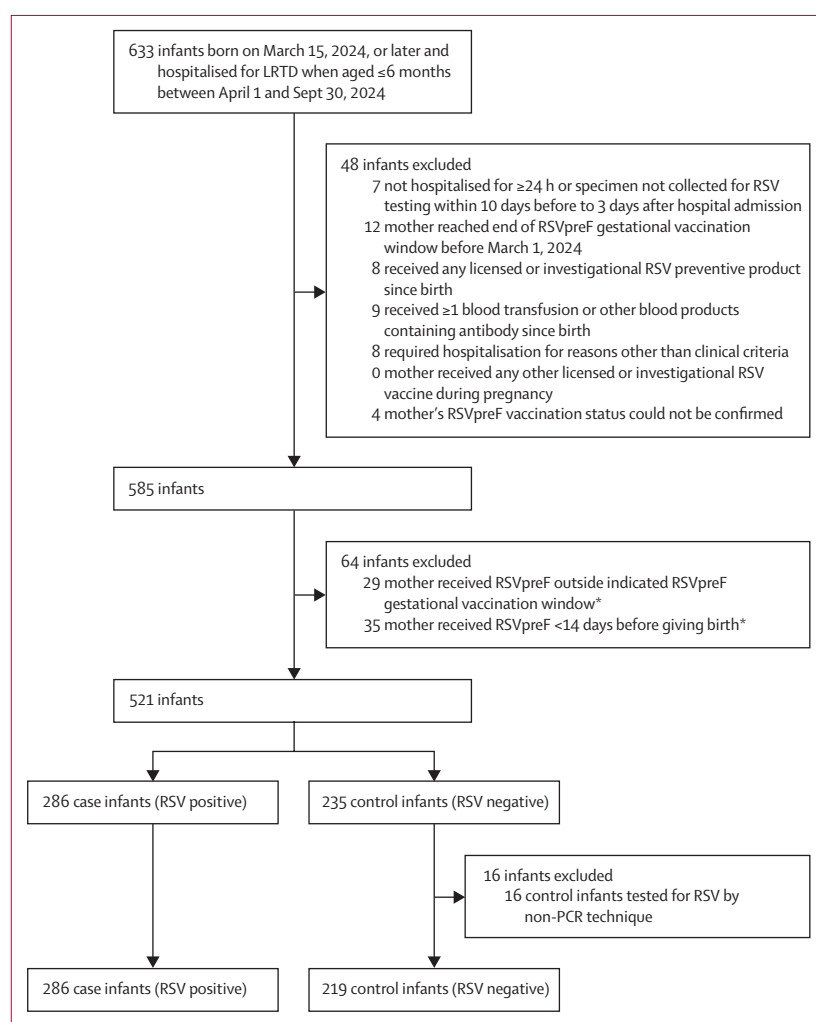 633 infants born on March 15, 2024, or later and
hospitalised for LRTD when aged ≤6 months
between April 1 and Sept 30, 2024
48 infants excluded
7 not hospitalised for ≥24 h or specimen not collected for RSV
testing within 10 days before to 3 days after hospital admission
12 mother reached end of RSVpreF gestational vaccination
window before March 1, 2024
8 received any licensed or investigational RSV preventive product
since birth
9 received ≥1 blood transfusion or other blood products
containing antibody since birth
8 required hospitalisation for reasons other than clinical criteria
0 mother received any other licensed or investigational RSV
vaccine during pregnancy
4 mother's RSVpreF vaccination status could not be confirmed
585 infants
64 infants excluded
29 mother received RSVpreF outside indicated RSVpreF
gestational vaccination window*
35 mother received RSVpreF <14 days before giving birth*
521 infants
286 case infants (RSV positive)
235 control infants (RSV negative)
16 infants excluded
16 control infants tested for RSV by
non-PCR technique
286 case infants (RSV positive)
219 control infants (RSV negative)